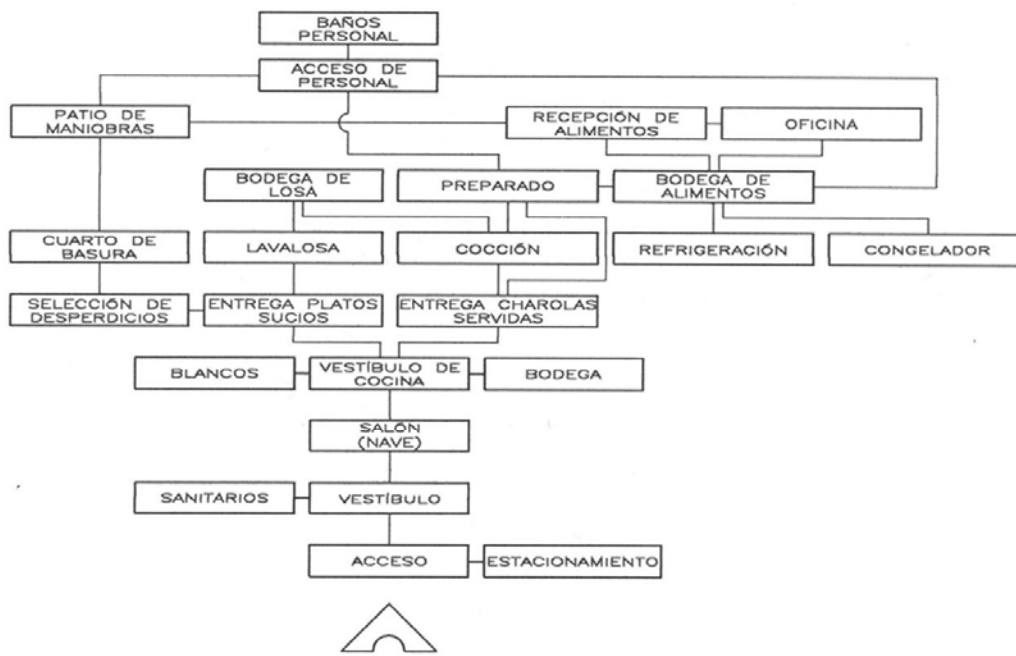 BAÑOS
PERSONAL
ACCESO DE
PERSONAL
PATIO DE
MANIOBRAS
RECEPCIÓN DE
ALIMENTOS
OFICINA
BODEGA DE
LOSA
PREPARADO
BODEGA DE
ALIMENTOS
CUARTO DE
BASURA
LAVALOSA
COCCIÓN
REFRIGERACIÓN
CONGELADOR
SELECCIÓN DE
DESPERDICIOS
ENTREGA PLATOS
SUCIOS
ENTREGA CHAROLAS
SERVIDAS
BLANCOS
VESTÍBULO DE
COCINA
BODEGA
SALÓN
(NAVE)
SANITARIOS
VESTÍBULO
ACCESO
ESTACIONAMIENTO